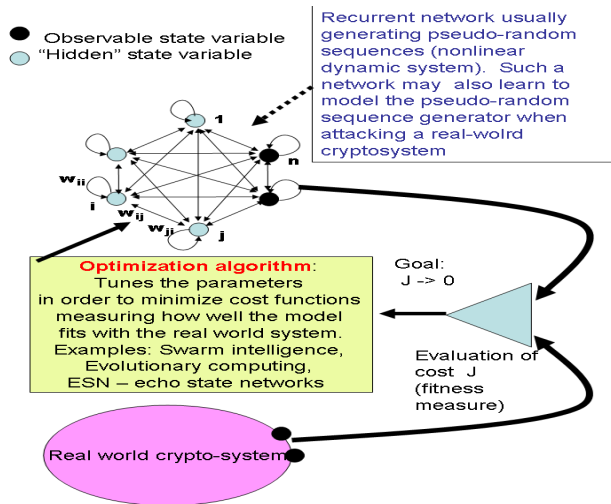 Observable state variable
“Hidden” state variable
Recurrent network usually
generating pseudo-random
sequences (nonlinear
dynamic system).  Such a
network may  also learn to
model the pseudo-random
sequence generator when
attacking a real-wolrd
cryptosystem
1
n
w ii
i
w ij
w ji
j
Optimization algorithm:
Tunes the parameters
in order to minimize cost functions
measuring how well the model
fits with the real world system.
Examples: Swarm intelligence,
Evolutionary computing,
ESN – echo state networks
Goal:
J -> 0
Evaluation of
cost  J
(fitness
measure)
Real world crypto-system